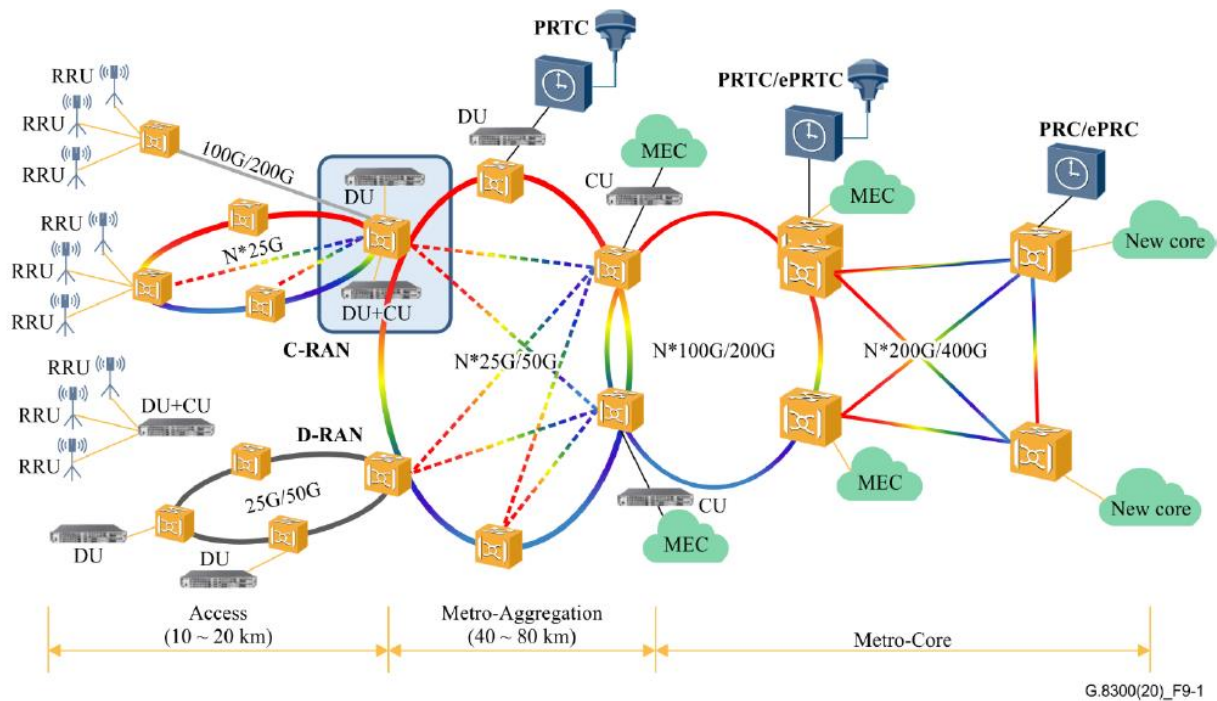 PRTC
PRTC/ePRTC
PRC/ePRC
RRU
RRU
RRU
100G/200G
DU
DU
MEC
CU
MEC
New core
RRU
RRU
RRU
N*25G
DU+CU
C-RAN
N*25G/50G
N*100G/200G
N*200G/400G
RRU
RRU
RRU
DU+CU
D-RAN
25G/50G
DU
DU
CU
MEC
MEC
New core
Access
(10 ~ 20 km)
Metro-Aggregation
(40 ~ 80 km)
Metro-Core
G.8300(20)_F9-1